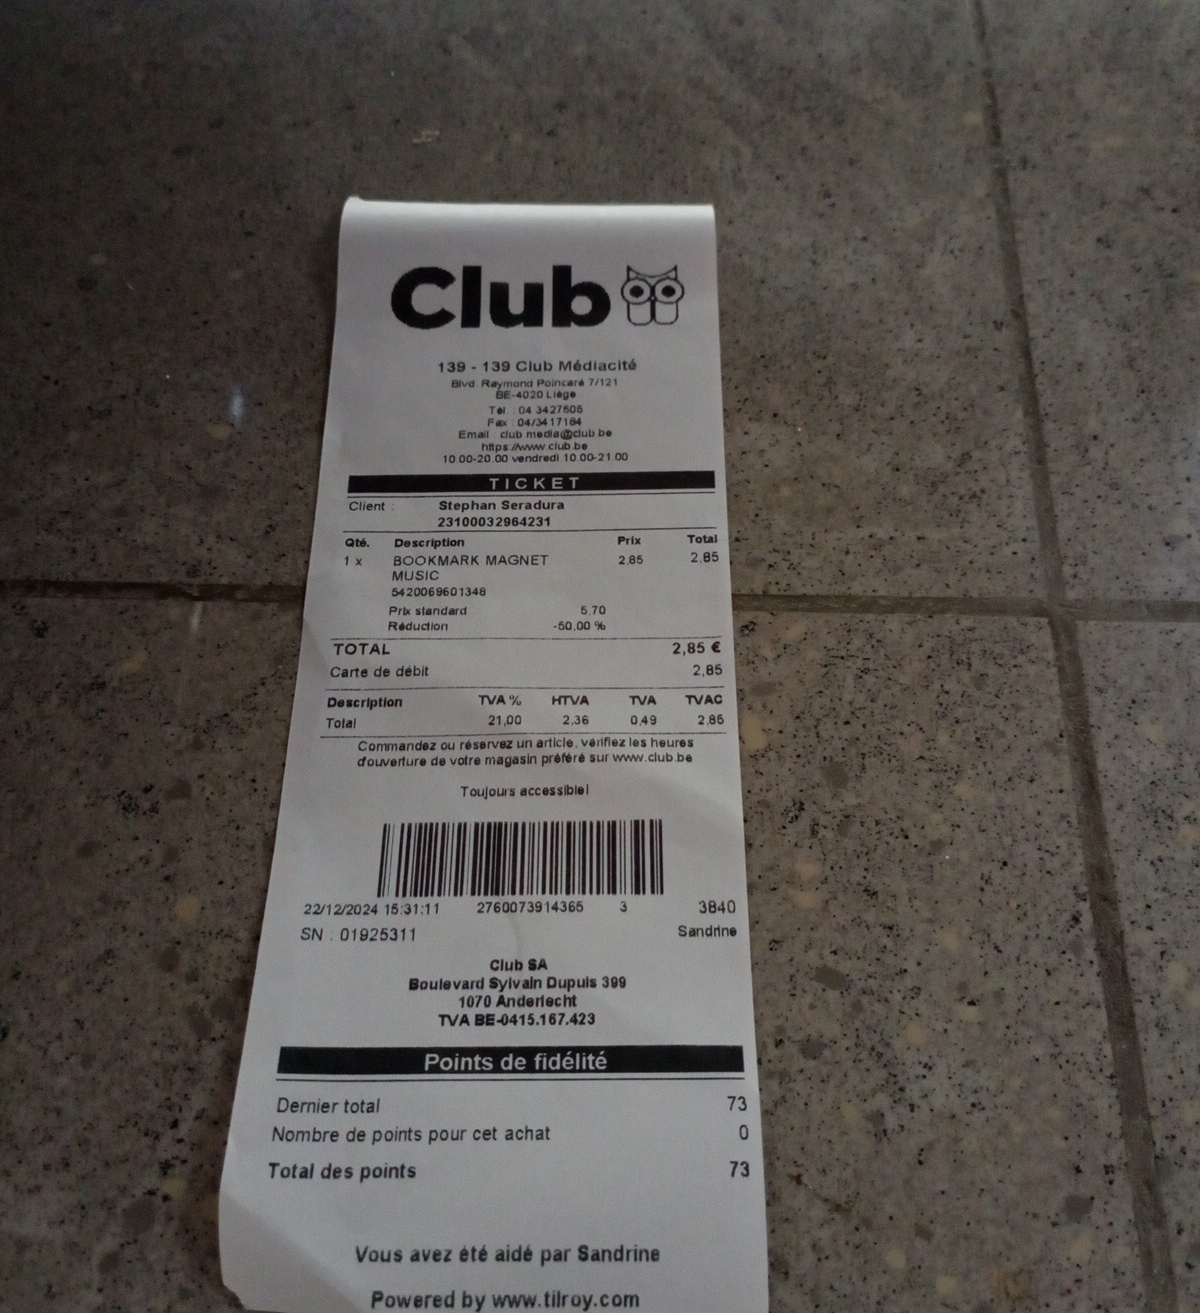 Club
139 - 139 Club Médiacité
Blvd. Raymond Poincaré 7/121
BE-4020 Liège
Tel : 04 3427605
Fax : 04/3417184
Email : club.media@club.be
https://www.club.be
10.00-20.00 vendredi 10.00-21.00
TICKET
Client : Stephan Seradura
23100032964231
Qté. Description Prix Total
1 x BOOKMARK MAGNET 2,85 2,85
MUSIC
5420069601348
Prix standard 5,70
Réduction -50,00 %
TOTAL 2,85 €
Carte de débit 2,85
Description TVA % HTVA TVA TVAC
Total 21,00 2,36 0,49 2,85
Commandez ou réservez un article, vérifiez les heures
d'ouverture de votre magasin préféré sur www.club.be
Toujours accessible!
22/12/2024 15:31:11 2760073914365 3 3840
SN : 01925311 Sandrine
Club SA
Boulevard Sylvain Dupuis 399
1070 Anderlecht
TVA BE-0415.167.423
Points de fidélité
Dernier total 73
Nombre de points pour cet achat 0
Total des points 73
Vous avez été aidé par Sandrine
Powered by www.tilroy.com